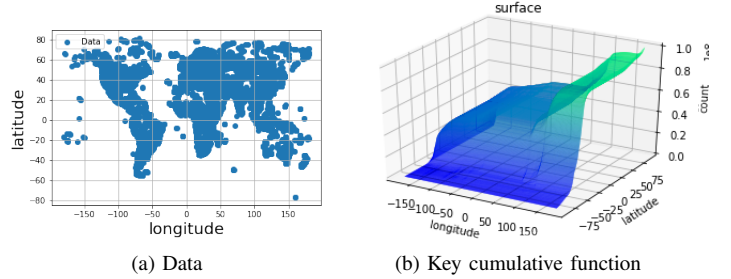 surface
Data
80
60
40
20
0
−20
−40
−60
−80
latitude
−150 −100 −50 0 50 100 150
longitude
1e8
1.0
0.8
0.6
0.4
0.2
0.0
count
−150 −100 −50 0 50 100 150
longitude
−75 −50 −25 0 25 50 75
latitude
(a) Data
(b) Key cumulative function